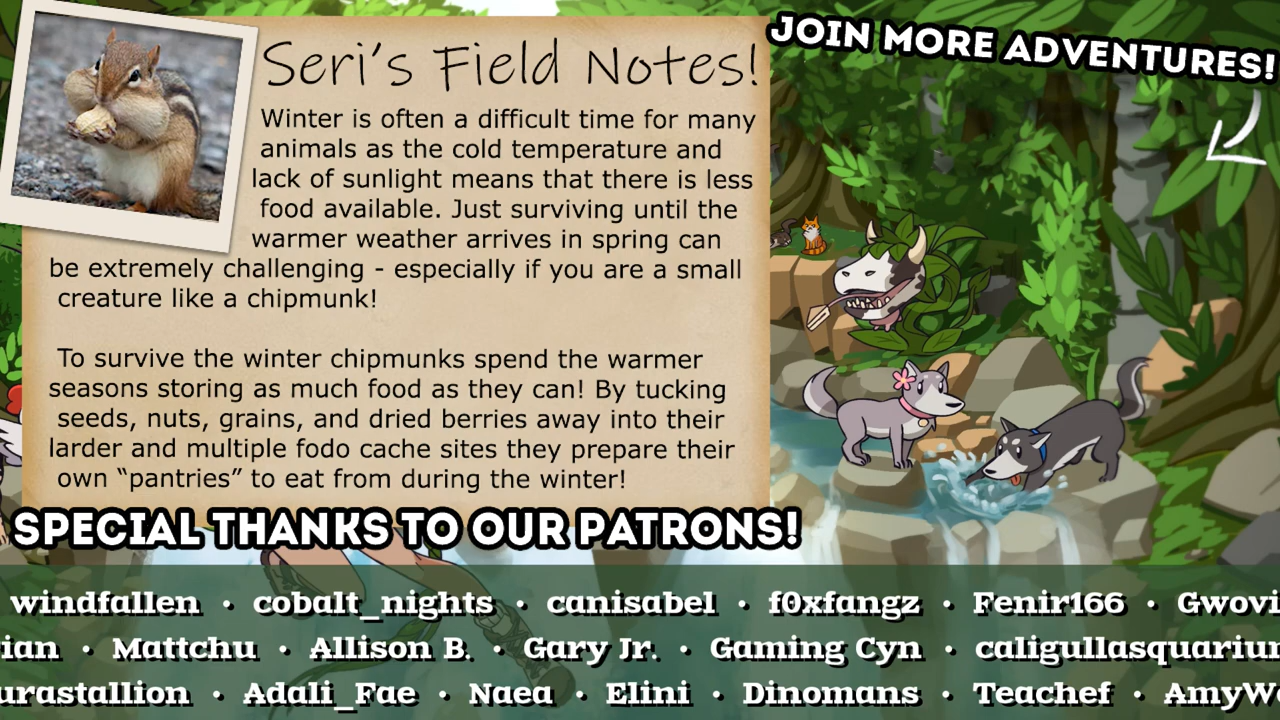 Seri's Field Notes!
JOIN MORE ADVENTURES!
Winter is often a difficult time for many
animals as the cold temperature and
lack of sunlight means that there is less
food available. Just surviving until the
warmer weather arrives in spring can
be extremely challenging - especially if you are a small
creature like a chipmunk!
To survive the winter chipmunks spend the warmer
seasons storing as much food as they can! By tucking
seeds, nuts, grains, and dried berries away into their
larder and multiple fodo cache sites they prepare their
own “pantries” to eat from during the winter!
SPECIAL THANKS TO OUR PATRONS!
windfallen • cobalt_nights • canisabel • f0xfangz • Fenir166 • Gwovi
ian • Mattchu • Allison B. • Gary Jr. • Gaming Cyn • caligullasquariu
urastallion • Adali_Fae • Naea • Elini • Dinomans • Teachef • AmyW